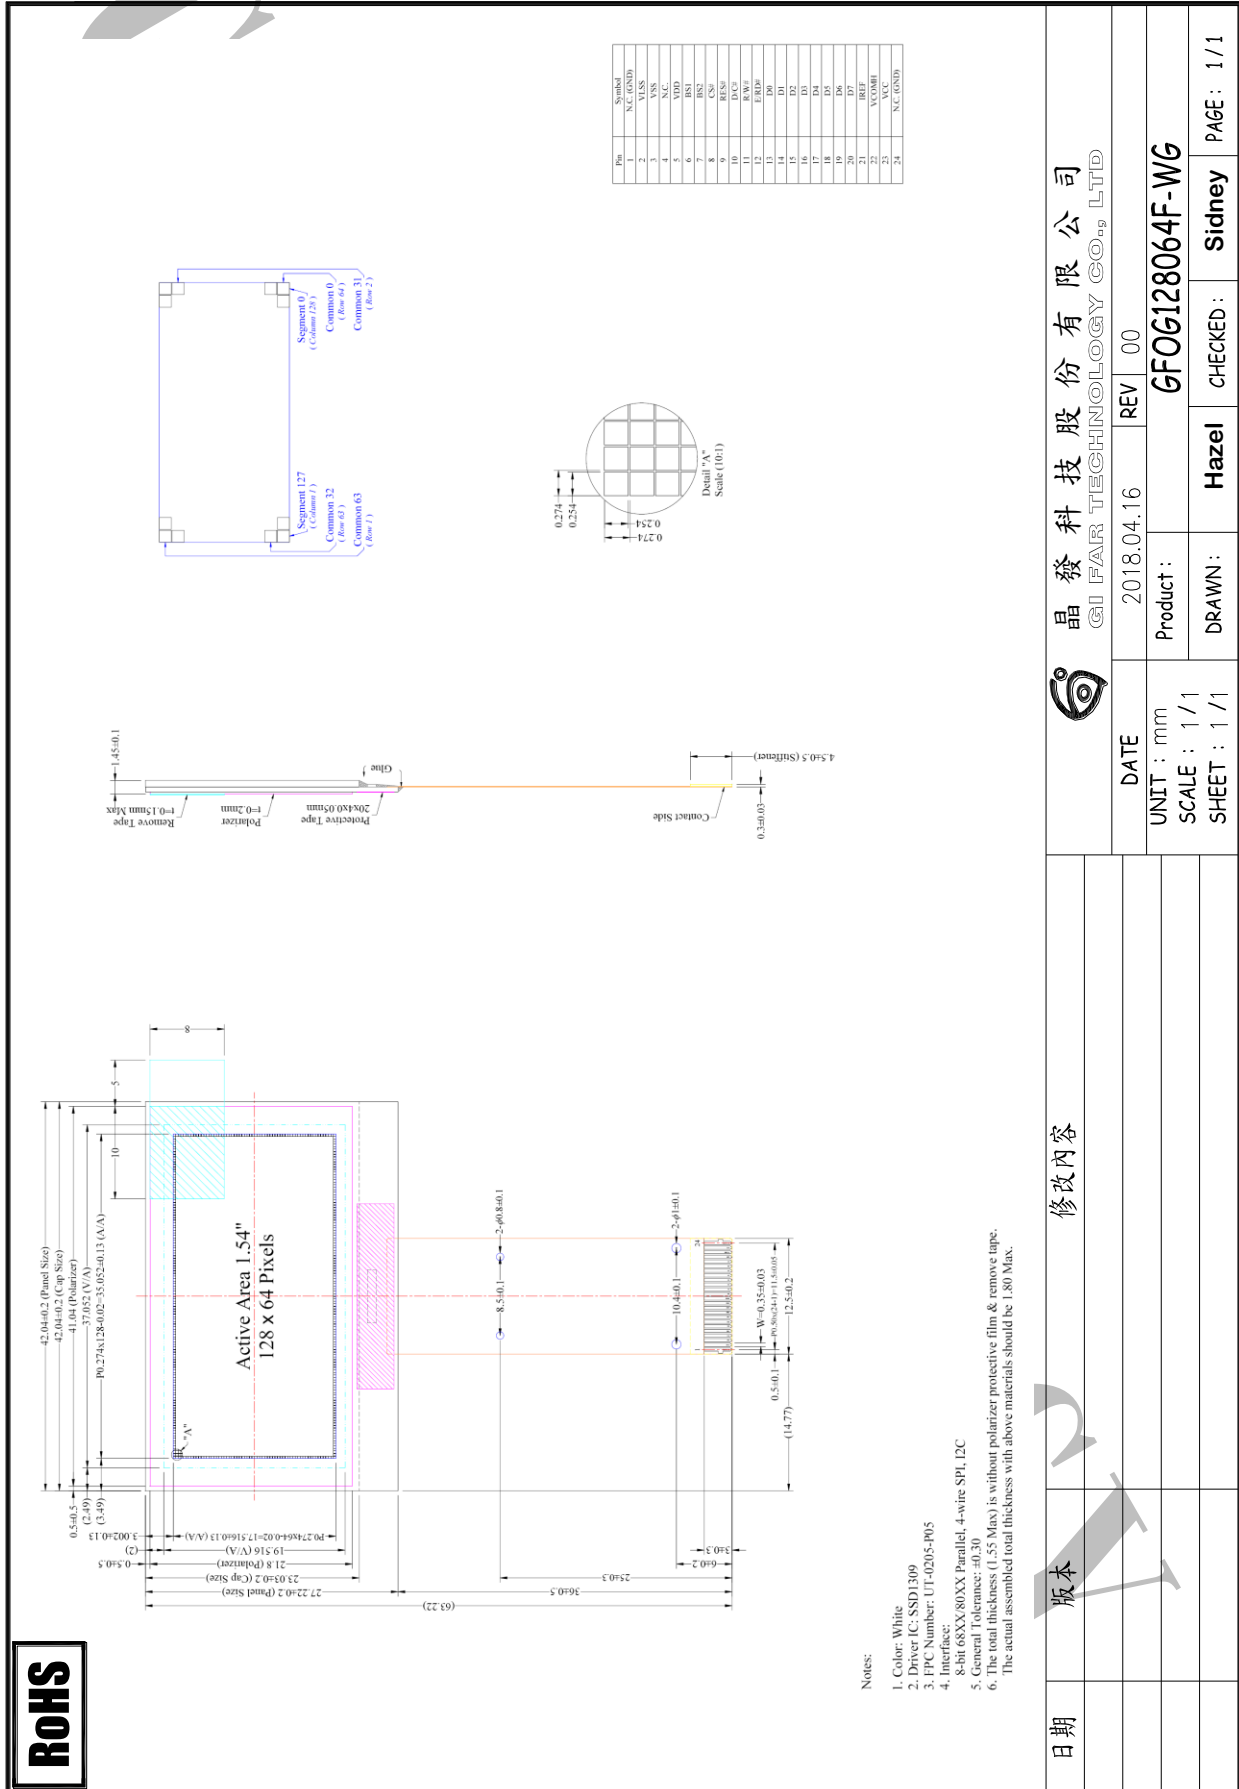 RoHS
42.04±0.2 (Panel Size)
42.04±0.2 (Cap Size)
41.04 (Polarizer)
37.052 (V/A)
P0.274x128-0.02=35.052±0.13 (A/A)
0.5±0.5
(2.49)
(3.49)
10
5
8
"A"
Active Area 1.54"
128 x 64 Pixels
3.002±0.13
P0.274x64-0.02=17.516±0.13 (A/A)
(2)
19.516 (V/A)
0.5±0.5
21.8 (Polarizer)
23.03±0.2 (Cap Size)
27.22±0.2 (Panel Size)
(63.22)
36±0.5
25±0.3
6±0.2
3±0.3
8.5±0.1
2-ϕ0.8±0.1
10.4±0.1
2-ϕ1±0.1
24
W=0.35±0.03
P0.50x(24-1)=11.5±0.05
0.5±0.1
12.5±0.2
(14.77)
1.45±0.1
Remove Tape
t=0.15mm Max
Polarizer
t=0.2mm
Protective Tape
20x4x0.05mm
Glue
Contact Side
4.5±0.5 (Stiffener)
0.3±0.03
Segment 127
( Column 1 )
Common 32
( Row 63 )
Common 63
( Row 1 )
Segment 0
( Column 128 )
Common 0
( Row 64 )
Common 31
( Row 2 )
0.274
0.254
0.254
0.274
Detail "A"
Scale (10:1)
Pin Symbol
1 N.C. (GND)
2 VLSS
3 VSS
4 N.C.
5 VDD
6 BS1
7 BS2
8 CS#
9 RES#
10 D/C#
11 R/W#
12 E/RD#
13 D0
14 D1
15 D2
16 D3
17 D4
18 D5
19 D6
20 D7
21 IREF
22 VCOMH
23 VCC
24 N.C. (GND)
Notes:
1. Color: White
2. Driver IC: SSD1309
3. FPC Number: UT-0205-P05
4. Interface:
8-bit 68XX/80XX Parallel, 4-wire SPI, I2C
5. General Tolerance: ±0.30
6. The total thickness (1.55 Max) is without polarizer protective film & remove tape.
The actual assembled total thickness with above materials should be 1.80 Max.
日期 版本 修改內容
晶發科技股份有限公司
GI FAR TECHNOLOGY CO., LTD
DATE 2018.04.16 REV 00
UNIT : mm
SCALE : 1/1
SHEET : 1/1
Product : GFOG128064F-WG
DRAWN : Hazel CHECKED : Sidney PAGE : 1/1